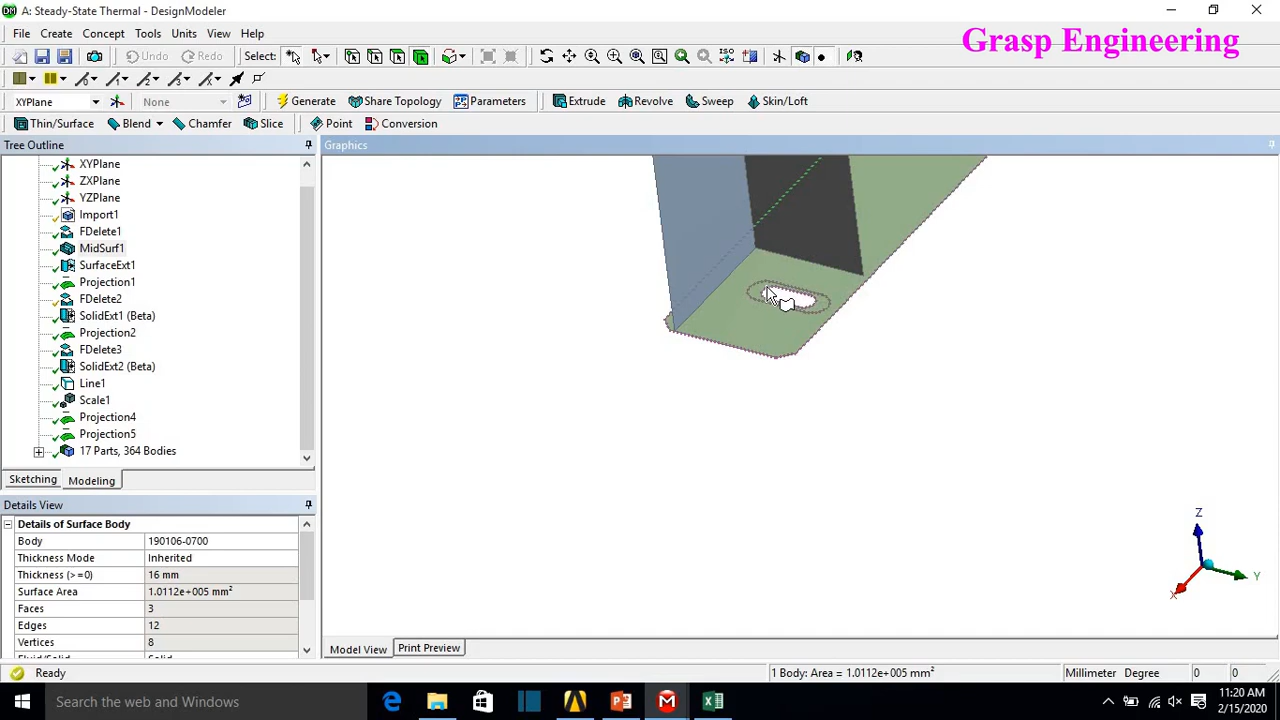 A: Steady-State Thermal - DesignModeler
File Create Concept Tools Units View Help
Grasp Engineering
Undo Redo Select:
XYPlane None Generate Share Topology Parameters Extrude Revolve Sweep Skin/Loft
Thin/Surface Blend Chamfer Slice Point Conversion
Tree Outline
Graphics
XYPlane
ZXPlane
YZPlane
Import1
FDelete1
MidSurf1
SurfaceExt1
Projection1
FDelete2
SolidExt1 (Beta)
Projection2
FDelete3
SolidExt2 (Beta)
Line1
Scale1
Projection4
Projection5
17 Parts, 364 Bodies
Sketching Modeling
Details View
Details of Surface Body
Body 190106-0700
Thickness Mode Inherited
Thickness (>=0) 16 mm
Surface Area 1.0112e+005 mm²
Faces 3
Edges 12
Vertices 8
Fluid/Solid Solid
Z
Y
X
Model View Print Preview
Ready 1 Body: Area = 1.0112e+005 mm² Millimeter Degree 0 0
Search the web and Windows
11:20 AM
2/15/2020